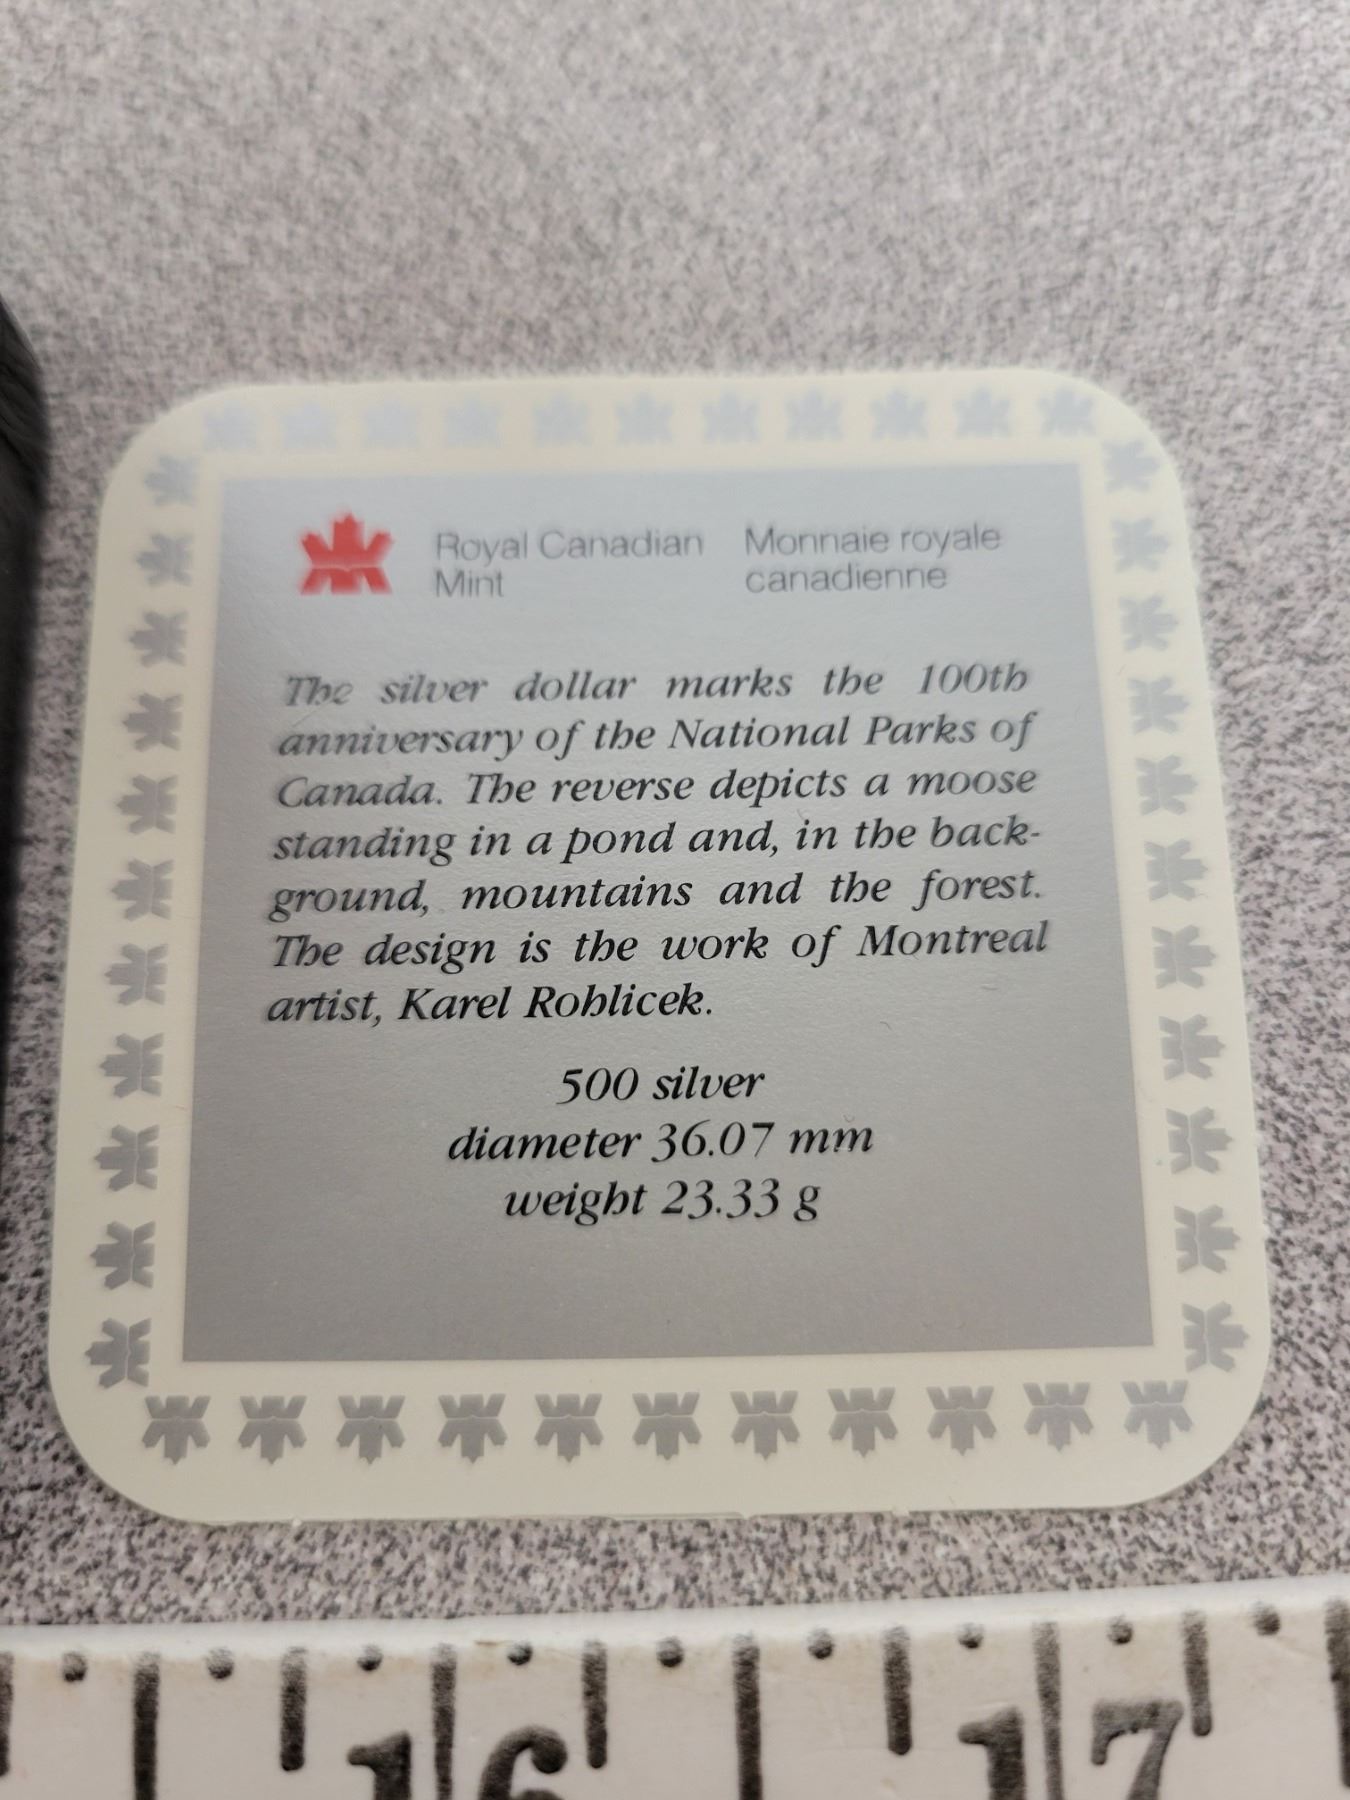 Royal Canadian Mint
Monnaie royale canadienne
The silver dollar marks the 100th
anniversary of the National Parks of
Canada. The reverse depicts a moose
standing in a pond and, in the back-
ground, mountains and the forest.
The design is the work of Montreal
artist, Karel Rohlicek.
500 silver
diameter 36.07 mm
weight 23.33 g
16 17